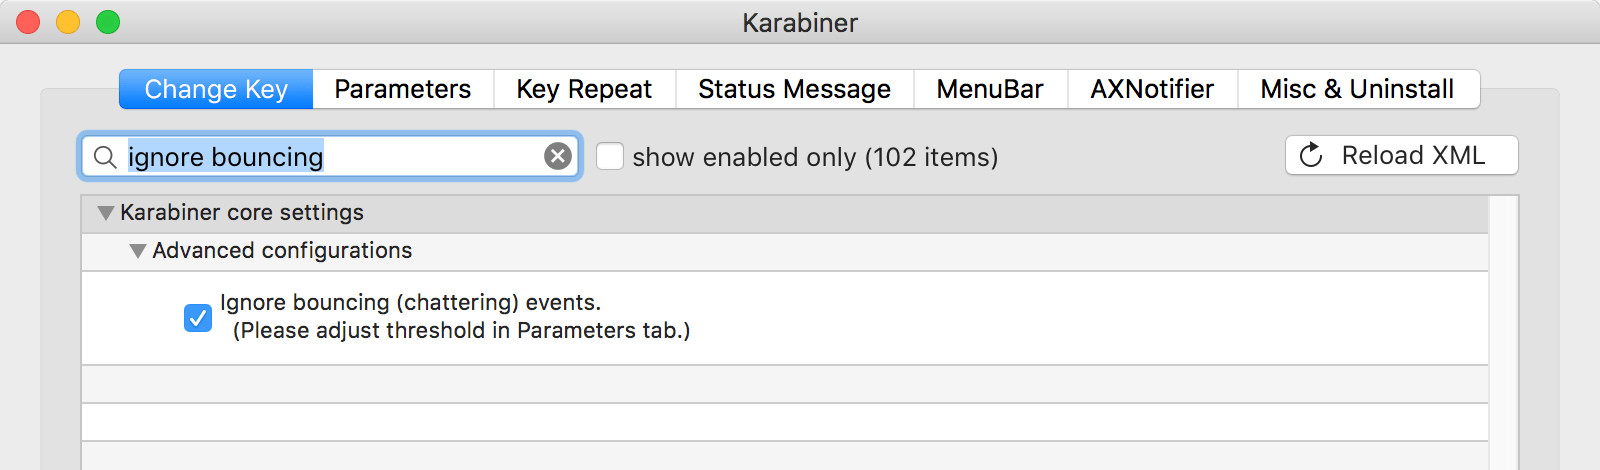 Karabiner
Change Key Parameters Key Repeat Status Message MenuBar AXNotifier Misc & Uninstall
ignore bouncing show enabled only (102 items) Reload XML
Karabiner core settings
Advanced configurations
Ignore bouncing (chattering) events.
(Please adjust threshold in Parameters tab.)